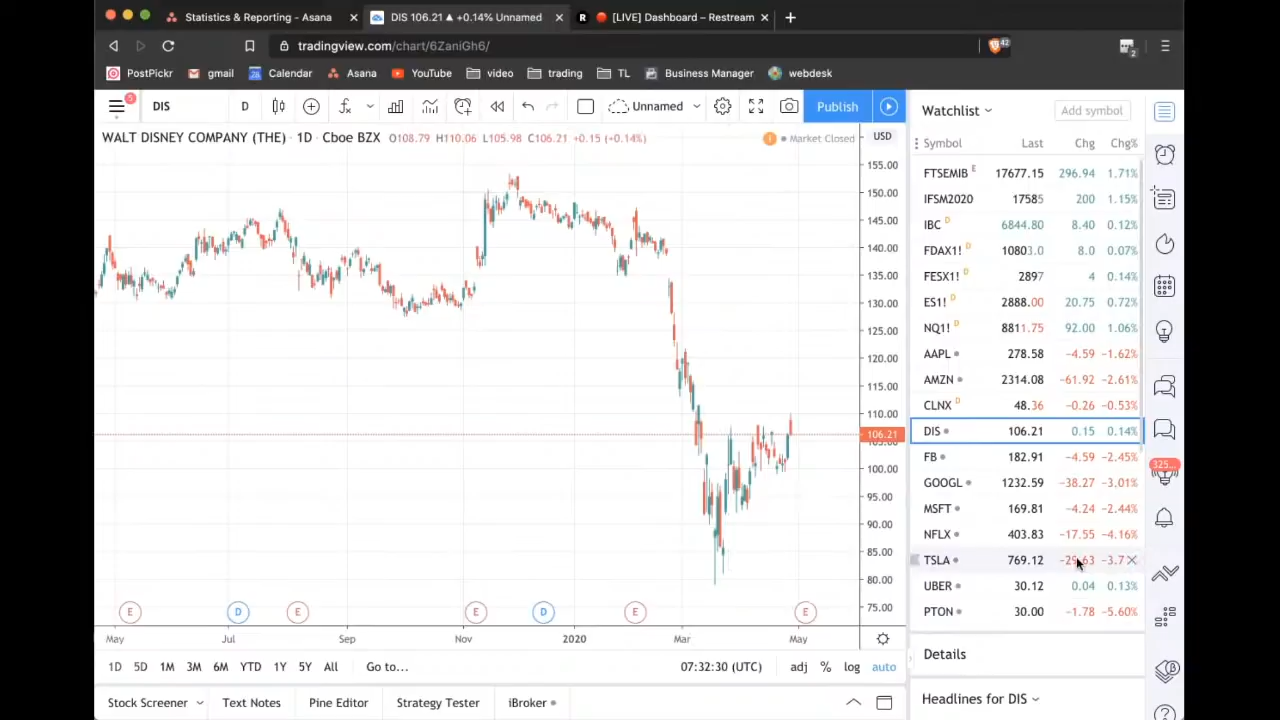 Statistics & Reporting - Asana
DIS 106.21 ▲ +0.14% Unnamed
R [LIVE] Dashboard – Restream
tradingview.com/chart/6ZaniGh6/
42
2
PostPickr gmail Calendar Asana YouTube video trading TL Business Manager webdesk
5
DIS D Unnamed Publish
WALT DISNEY COMPANY (THE) · 1D · Cboe BZX O108.79 H110.06 L105.98 C106.21 +0.15 (+0.14%)
Market Closed
USD
155.00
150.00
145.00
140.00
135.00
130.00
125.00
120.00
115.00
110.00
106.21
105.00
100.00
95.00
90.00
85.00
80.00
75.00
E D E E D E E
May Jul Sep Nov 2020 Mar May
1D 5D 1M 3M 6M YTD 1Y 5Y All Go to... 07:32:30 (UTC) adj % log auto
Stock Screener Text Notes Pine Editor Strategy Tester iBroker
Watchlist Add symbol
Symbol Last Chg Chg%
FTSEMIB E 17677.15 296.94 1.71%
IFSM2020 17585 200 1.15%
IBC D 6844.80 8.40 0.12%
FDAX1! D 10803.0 8.0 0.07%
FESX1! D 2897 4 0.14%
ES1! D 2888.00 20.75 0.72%
NQ1! D 8811.75 92.00 1.06%
AAPL 278.58 −4.59 −1.62%
AMZN 2314.08 −61.92 −2.61%
CLNX D 48.36 −0.26 −0.53%
DIS 106.21 0.15 0.14%
FB 182.91 −4.59 −2.45%
GOOGL 1232.59 −38.27 −3.01%
MSFT 169.81 −4.24 −2.44%
NFLX 403.83 −17.55 −4.16%
TSLA 769.12 −29.63 −3.7
UBER 30.12 0.04 0.13%
PTON 30.00 −1.78 −5.60%
325...
Details
Headlines for DIS